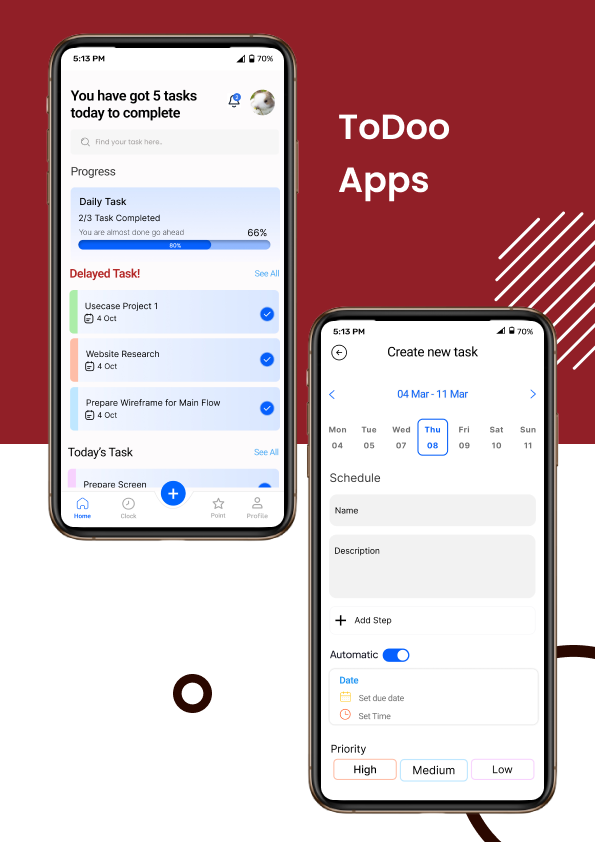 5:13 PM
70%
You have got 5 tasks
today to complete
2
Find your task here..
Progress
Daily Task
2/3 Task Completed
You are almost done go ahead
66%
80%
Delayed Task!
See All
Usecase Project 1
4 Oct
Website Research
4 Oct
Prepare Wireframe for Main Flow
4 Oct
Today's Task
See All
Prepare Screen
Home
Clock
Point
Profile
ToDoo
Apps
5:13 PM
70%
Create new task
04 Mar - 11 Mar
Mon Tue Wed Thu Fri Sat Sun
04 05 07 08 09 10 11
Schedule
Name
Description
Add Step
Automatic
Date
Set due date
Set Time
Priority
High Medium Low